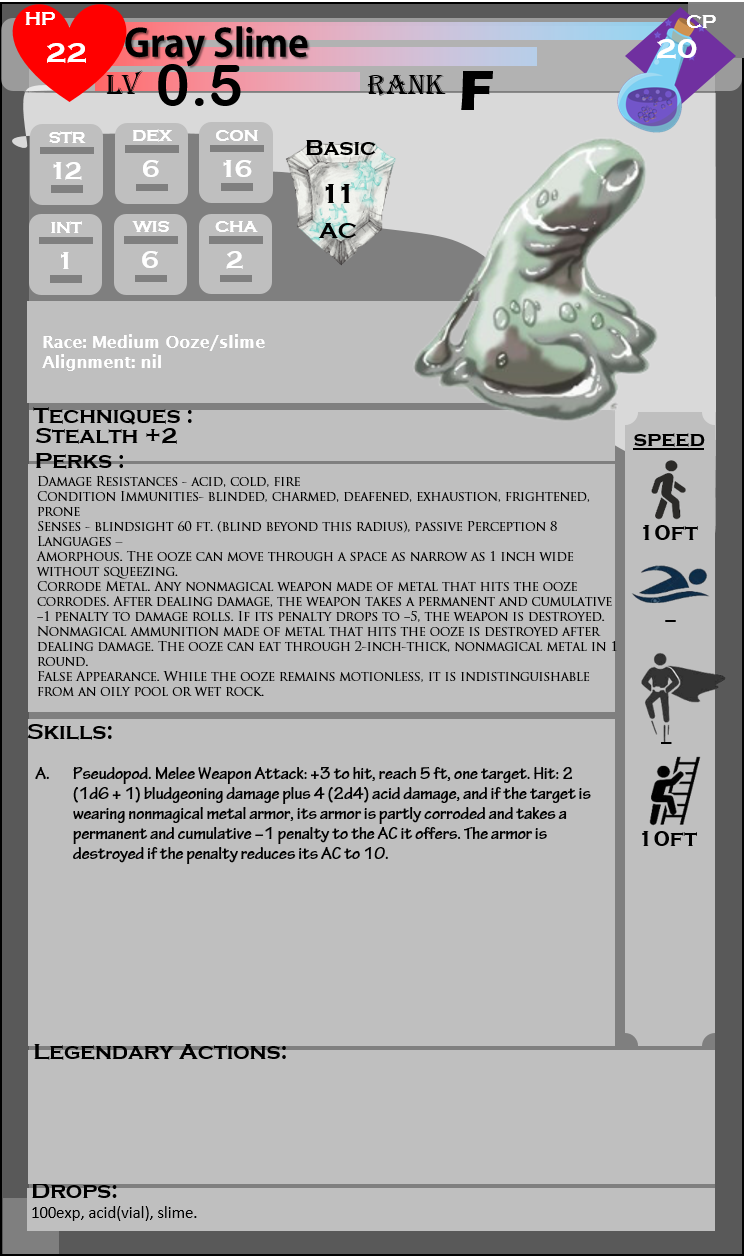 HP
22
Gray Slime
CP
20
LV 0.5
RANK F
STR
12
DEX
6
CON
16
INT
1
WIS
6
CHA
2
BASIC
11
AC
Race: Medium Ooze/slime
Alignment: nil
TECHNIQUES :
STEALTH +2
PERKS :
DAMAGE RESISTANCES - ACID, COLD, FIRE
CONDITION IMMUNITIES- BLINDED, CHARMED, DEAFENED, EXHAUSTION, FRIGHTENED,
PRONE
SENSES - BLINDSIGHT 60 FT. (BLIND BEYOND THIS RADIUS), PASSIVE PERCEPTION 8
LANGUAGES –
AMORPHOUS. THE OOZE CAN MOVE THROUGH A SPACE AS NARROW AS 1 INCH WIDE
WITHOUT SQUEEZING.
CORRODE METAL. ANY NONMAGICAL WEAPON MADE OF METAL THAT HITS THE OOZE
CORRODES. AFTER DEALING DAMAGE, THE WEAPON TAKES A PERMANENT AND CUMULATIVE
–1 PENALTY TO DAMAGE ROLLS. IF ITS PENALTY DROPS TO –5, THE WEAPON IS DESTROYED.
NONMAGICAL AMMUNITION MADE OF METAL THAT HITS THE OOZE IS DESTROYED AFTER
DEALING DAMAGE. THE OOZE CAN EAT THROUGH 2-INCH-THICK, NONMAGICAL METAL IN 1
ROUND.
FALSE APPEARANCE. WHILE THE OOZE REMAINS MOTIONLESS, IT IS INDISTINGUISHABLE
FROM AN OILY POOL OR WET ROCK.
SPEED
10FT
–
–
10FT
SKILLS:
A. Pseudopod. Melee Weapon Attack: +3 to hit, reach 5 ft, one target. Hit: 2
(1d6 + 1) bludgeoning damage plus 4 (2d4) acid damage, and if the target is
wearing nonmagical metal armor, its armor is partly corroded and takes a
permanent and cumulative –1 penalty to the AC it offers. The armor is
destroyed if the penalty reduces its AC to 10.
LEGENDARY ACTIONS:
DROPS:
100exp, acid(vial), slime.